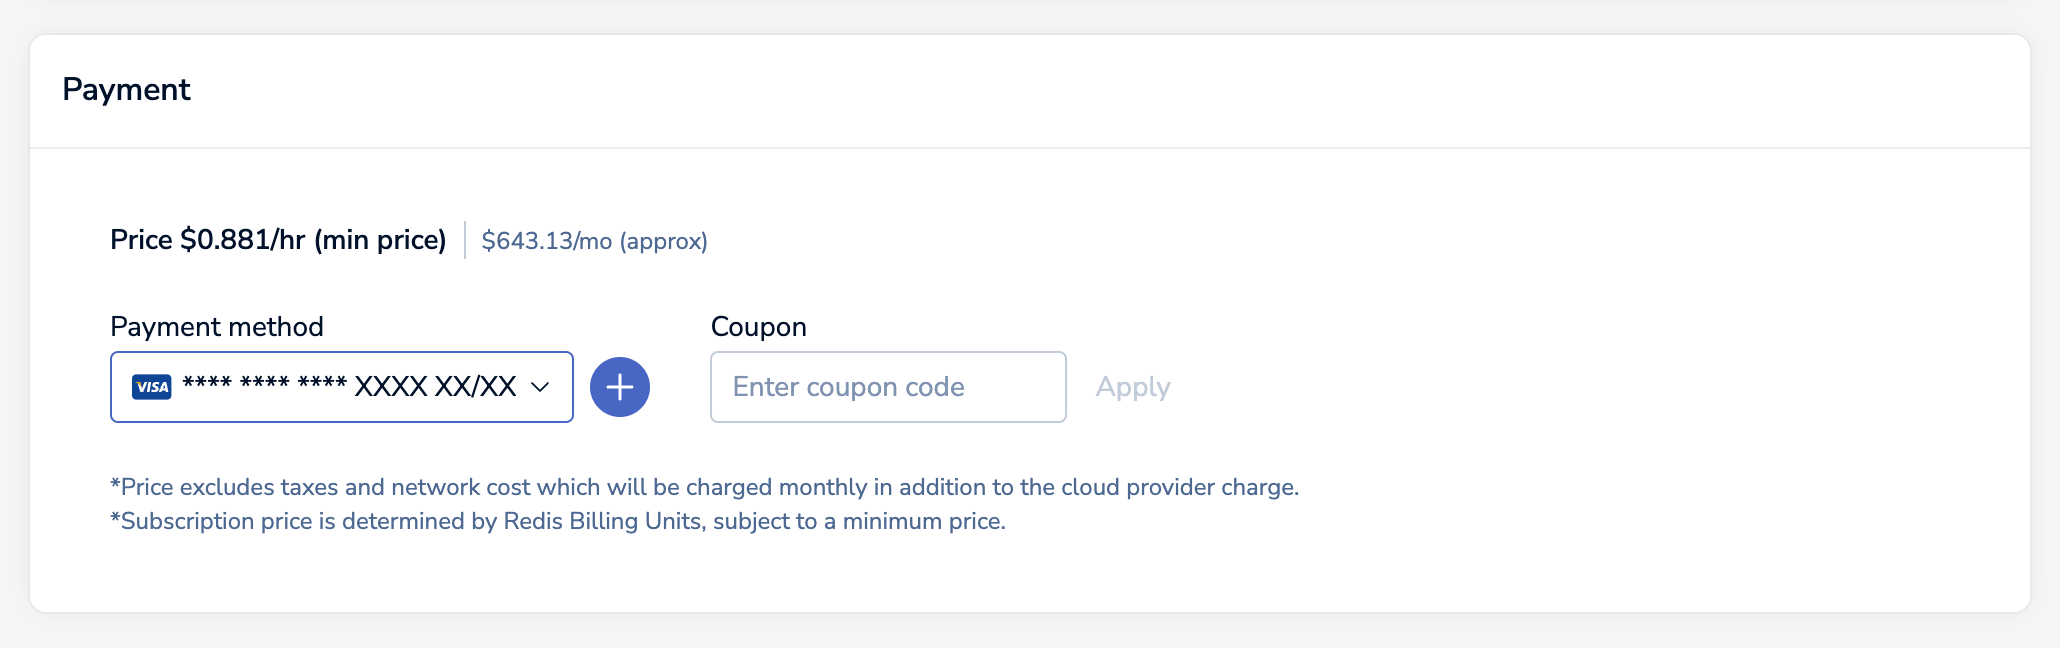 Payment
Price $0.881/hr (min price) $643.13/mo (approx)
Payment method
VISA **** **** **** XXXX XX/XX
Coupon
Enter coupon code Apply
*Price excludes taxes and network cost which will be charged monthly in addition to the cloud provider charge.
*Subscription price is determined by Redis Billing Units, subject to a minimum price.